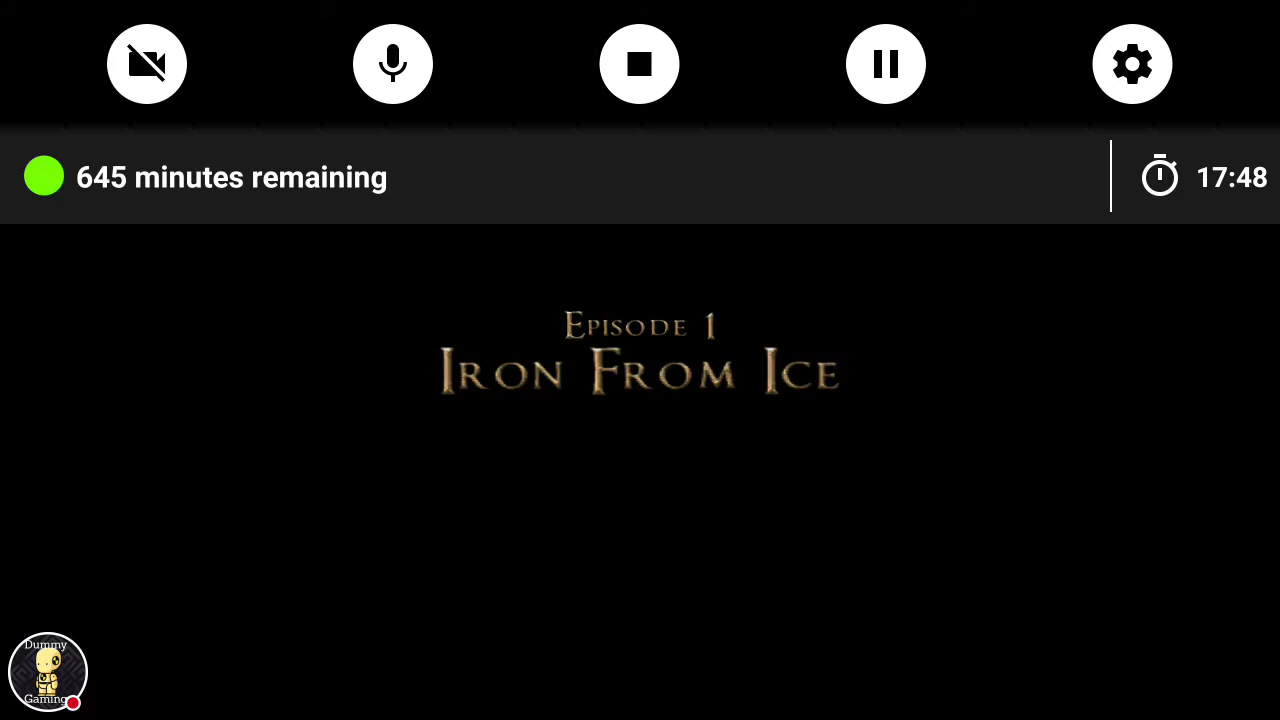 645 minutes remaining
17:48
Episode 1
Iron From Ice
Dummy
Gaming